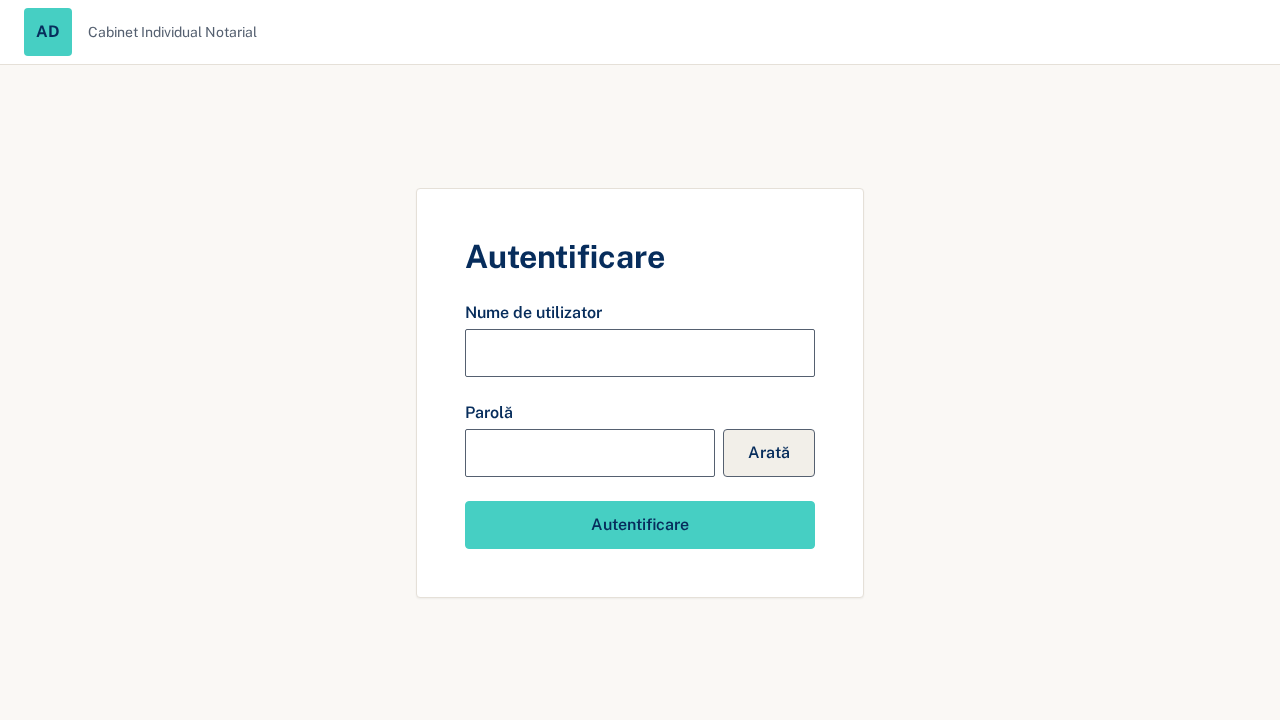 AD
Cabinet Individual Notarial
Autentificare
Nume de utilizator
Parolă
Arată
Autentificare